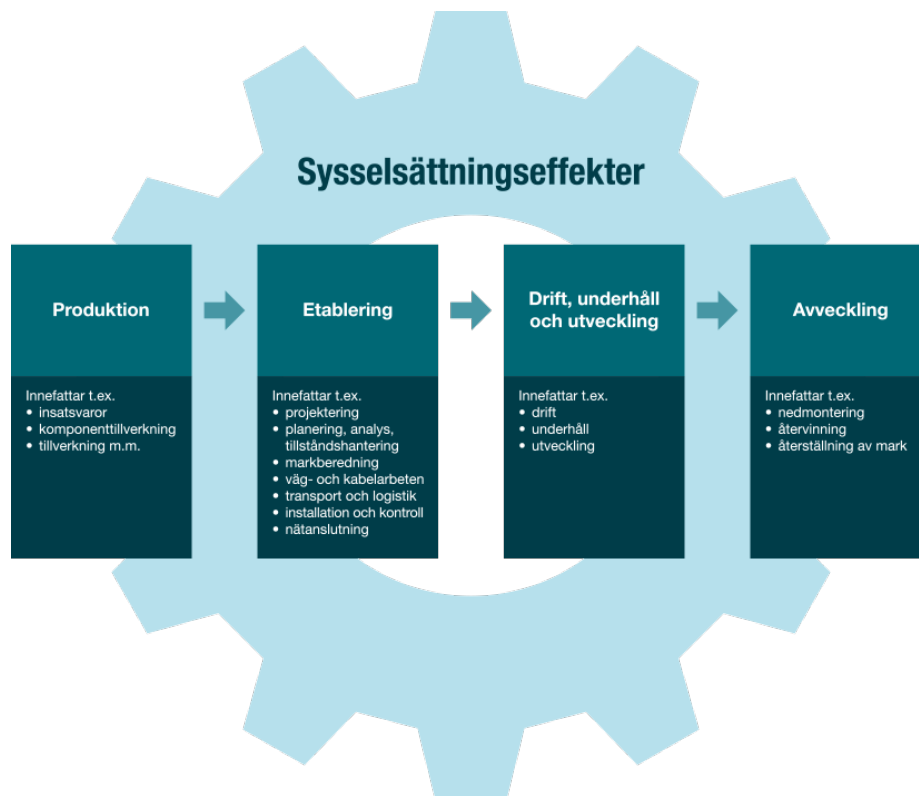 Sysselsättningseffekter
Produktion
Innefattar t.ex.
• insatsvaror
• komponenttillverkning
• tillverkning m.m.
Etablering
Innefattar t.ex.
• projektering
• planering, analys,
tillståndshantering
• markberedning
• väg- och kabelarbeten
• transport och logistik
• installation och kontroll
• nätanslutning
Drift, underhåll
och utveckling
Innefattar t.ex.
• drift
• underhåll
• utveckling
Avveckling
Innefattar t.ex.
• nedmontering
• återvinning
• återställning av mark